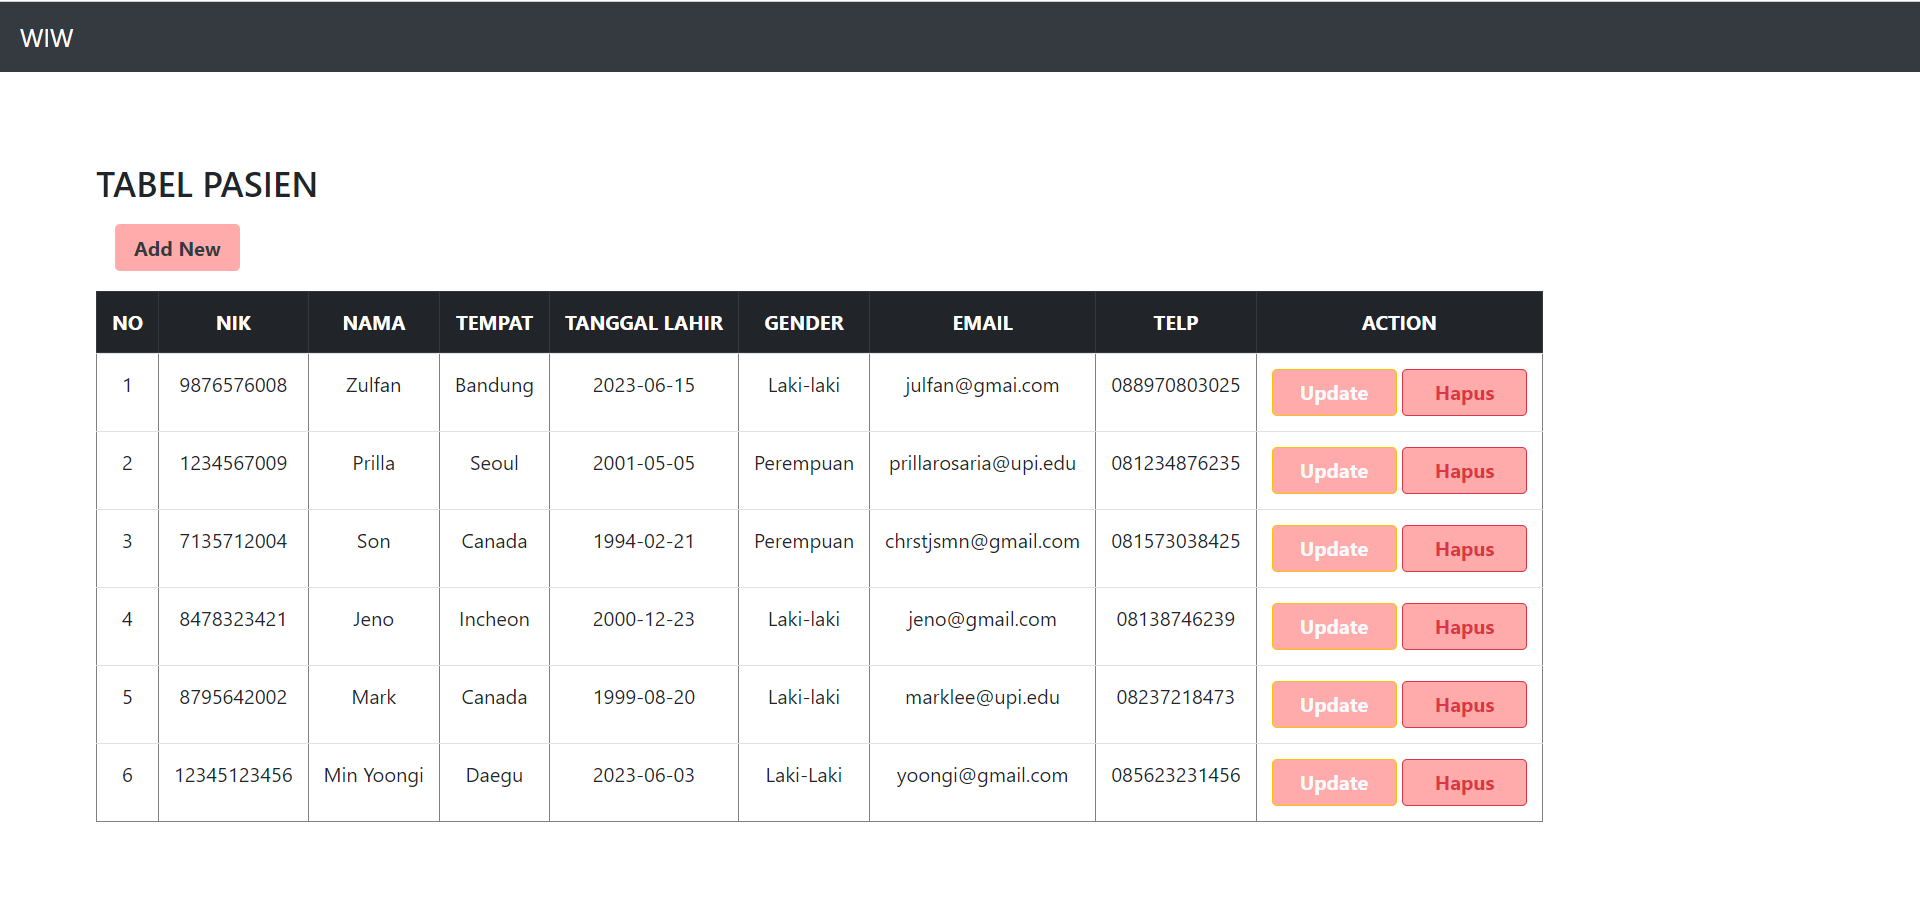 WIW
TABEL PASIEN
Add New
NO NIK NAMA TEMPAT TANGGAL LAHIR GENDER EMAIL TELP ACTION
1 9876576008 Zulfan Bandung 2023-06-15 Laki-laki julfan@gmai.com 088970803025 Update Hapus
2 1234567009 Prilla Seoul 2001-05-05 Perempuan prillarosaria@upi.edu 081234876235 Update Hapus
3 7135712004 Son Canada 1994-02-21 Perempuan chrstjsmn@gmail.com 081573038425 Update Hapus
4 8478323421 Jeno Incheon 2000-12-23 Laki-laki jeno@gmail.com 08138746239 Update Hapus
5 8795642002 Mark Canada 1999-08-20 Laki-laki marklee@upi.edu 08237218473 Update Hapus
6 12345123456 Min Yoongi Daegu 2023-06-03 Laki-Laki yoongi@gmail.com 085623231456 Update Hapus